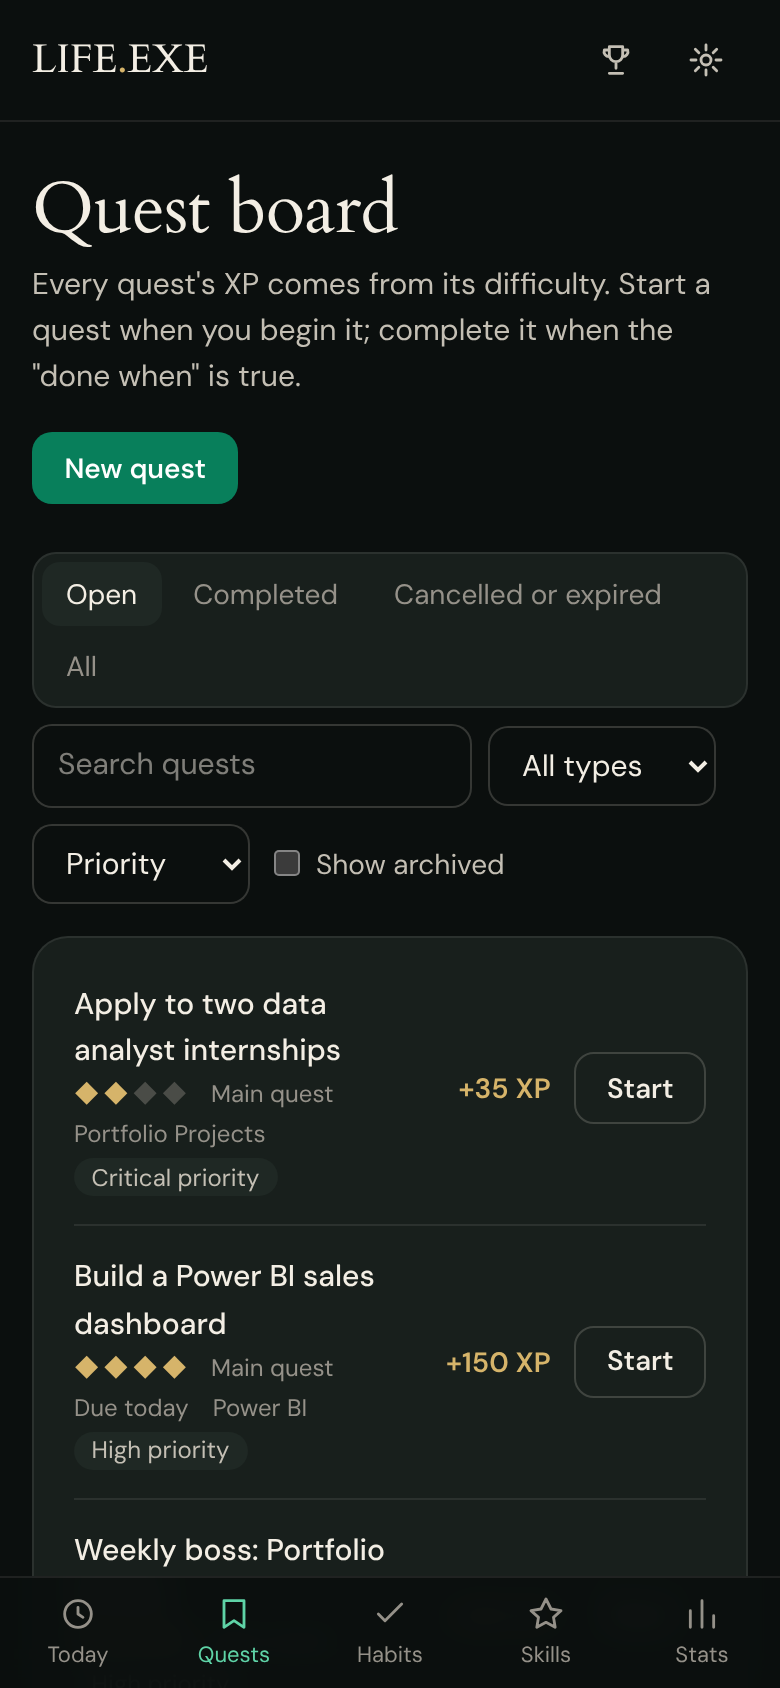 LIFE.EXE
Quest board
Every quest's XP comes from its difficulty. Start a
quest when you begin it; complete it when the
"done when" is true.
New quest
Open Completed Cancelled or expired
All
Search quests All types
Priority Show archived
Apply to two data
analyst internships
Main quest
Portfolio Projects
Critical priority
+35 XP Start
Build a Power BI sales
dashboard
Main quest
Due today Power BI
High priority
+150 XP Start
Weekly boss: Portfolio
Today Quests Habits Skills Stats